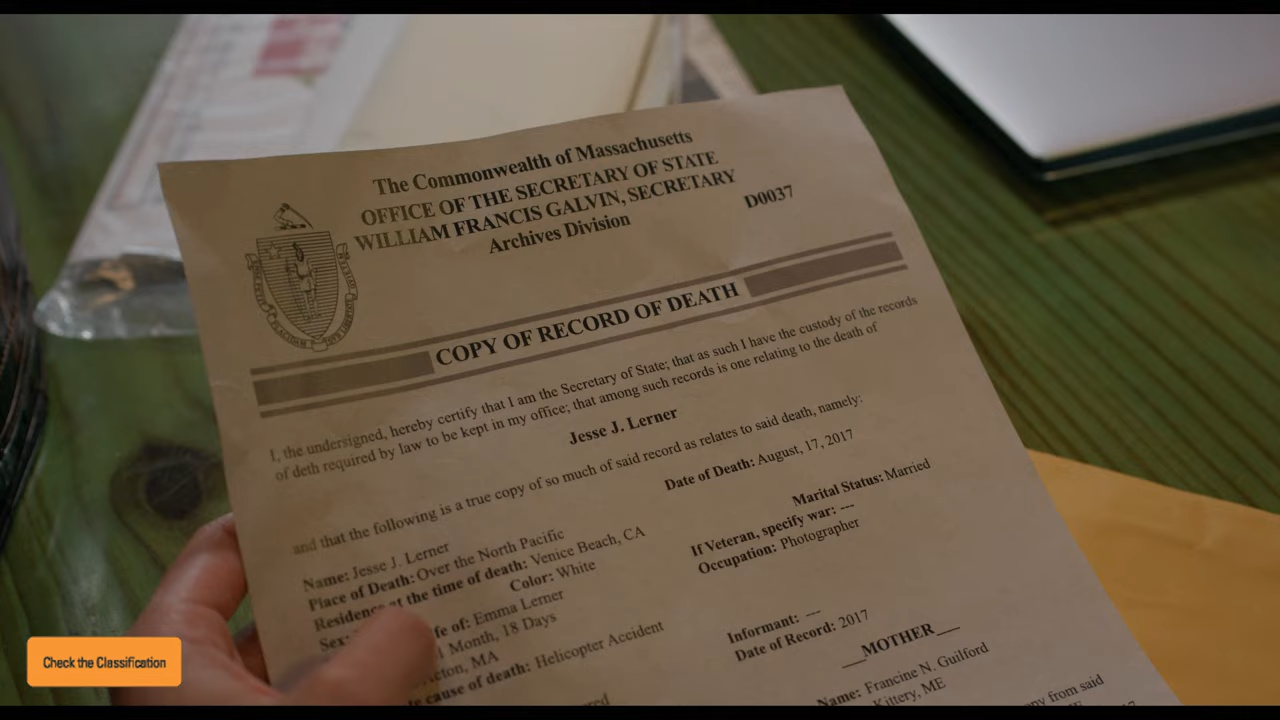 The Commonwealth of Massachusetts
OFFICE OF THE SECRETARY OF STATE
WILLIAM FRANCIS GALVIN, SECRETARY
Archives Division
D0037
COPY OF RECORD OF DEATH
I, the undersigned, hereby certify that I am the Secretary of State; that as such I have the custody of the records
of deth required by law to be kept in my office; that among such records is one relating to the death of
Jesse J. Lerner
and that the following is a true copy of so much of said record as relates to said death, namely:
Date of Death: August, 17, 2017
Name: Jesse J. Lerner
Marital Status: Married
Place of Death: Over the North Pacific
If Veteran, specify war: ---
Residence at the time of death: Venice Beach, CA
Occupation: Photographer
Sex: Color: White
of: Emma Lerner
Month, 18 Days
Informant: ---
MA
Date of Record: 2017
cause of death: Helicopter Accident
__MOTHER__
Name: Francine N. Guilford
Kittery, ME
from said
Check the Classification